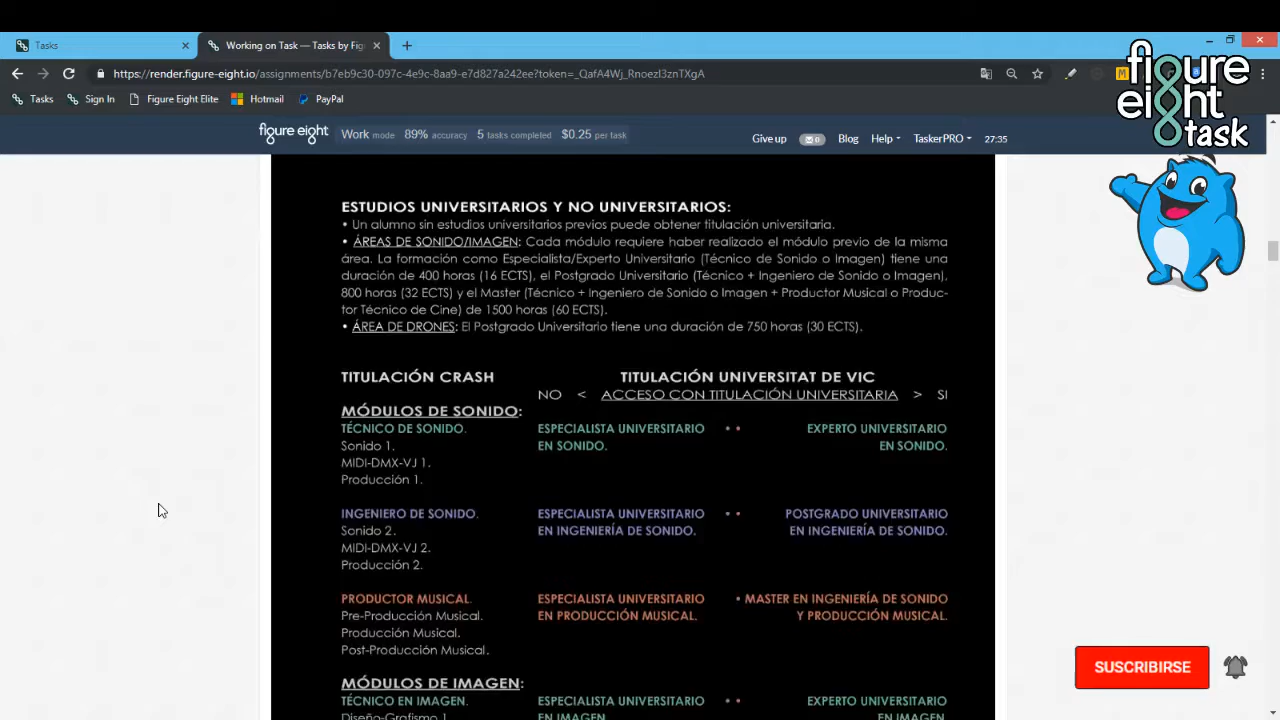 Tasks
Working on Task — Tasks by Fig
https://render.figure-eight.io/assignments/b7eb9c30-097c-4e9c-8aa9-e7d827a242ee?token=_QafA4Wj_RnoezI3znTXgA
Tasks Sign In Figure Eight Elite Hotmail PayPal
figure eight task
figure eight Work mode 89% accuracy 5 tasks completed $0.25 per task Give up 0 Blog Help TaskerPRO 27:35
ESTUDIOS UNIVERSITARIOS Y NO UNIVERSITARIOS:
• Un alumno sin estudios universitarios previos puede obtener titulación universitaria.
• ÁREAS DE SONIDO/IMAGEN: Cada módulo requiere haber realizado el módulo previo de la misma
área. La formación como Especialista/Experto Universitario (Técnico de Sonido o Imagen) tiene una
duración de 400 horas (16 ECTS), el Postgrado Universitario (Técnico + Ingeniero de Sonido o Imagen),
800 horas (32 ECTS) y el Master (Técnico + Ingeniero de Sonido o Imagen + Productor Musical o Produc-
tor Técnico de Cine) de 1500 horas (60 ECTS).
• ÁREA DE DRONES: El Postgrado Universitario tiene una duración de 750 horas (30 ECTS).
TITULACIÓN CRASH TITULACIÓN UNIVERSITAT DE VIC
NO < ACCESO CON TITULACIÓN UNIVERSITARIA > SI
MÓDULOS DE SONIDO:
TÉCNICO DE SONIDO. ESPECIALISTA UNIVERSITARIO • • EXPERTO UNIVERSITARIO
Sonido 1. EN SONIDO. EN SONIDO.
MIDI-DMX-VJ 1.
Producción 1.
INGENIERO DE SONIDO. ESPECIALISTA UNIVERSITARIO • • POSTGRADO UNIVERSITARIO
Sonido 2. EN INGENIERÍA DE SONIDO. EN INGENIERÍA DE SONIDO.
MIDI-DMX-VJ 2.
Producción 2.
PRODUCTOR MUSICAL. ESPECIALISTA UNIVERSITARIO • MASTER EN INGENIERÍA DE SONIDO
Pre-Producción Musical. EN PRODUCCIÓN MUSICAL. Y PRODUCCIÓN MUSICAL.
Producción Musical.
Post-Producción Musical.
MÓDULOS DE IMAGEN:
TÉCNICO EN IMAGEN. ESPECIALISTA UNIVERSITARIO • • EXPERTO UNIVERSITARIO
Diseño-Grafismo 1. EN IMAGEN. EN IMAGEN.
SUSCRIBIRSE